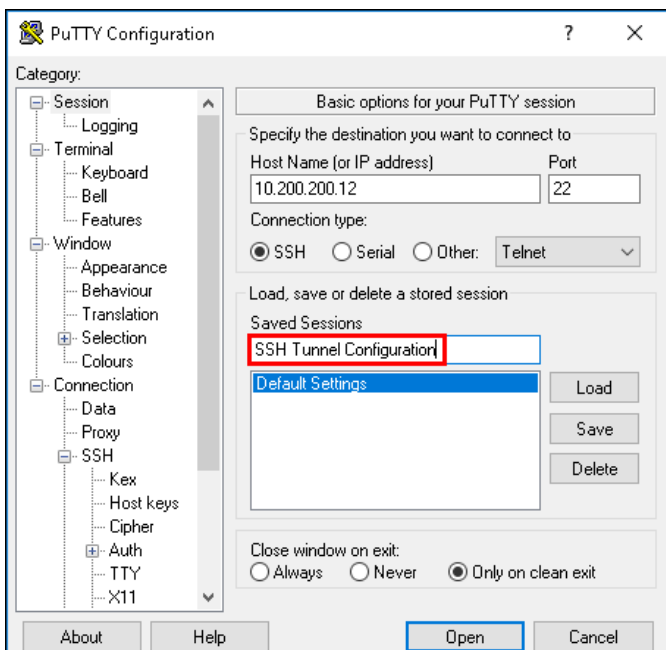 PuTTY Configuration
?
Category:
Session
Logging
Terminal
Keyboard
Bell
Features
Window
Appearance
Behaviour
Translation
Selection
Colours
Connection
Data
Proxy
SSH
Kex
Host keys
Cipher
Auth
TTY
X11
Basic options for your PuTTY session
Specify the destination you want to connect to
Host Name (or IP address) Port
10.200.200.12 22
Connection type:
SSH Serial Other: Telnet
Load, save or delete a stored session
Saved Sessions
SSH Tunnel Configuration
Default Settings
Load
Save
Delete
Close window on exit:
Always Never Only on clean exit
About Help Open Cancel